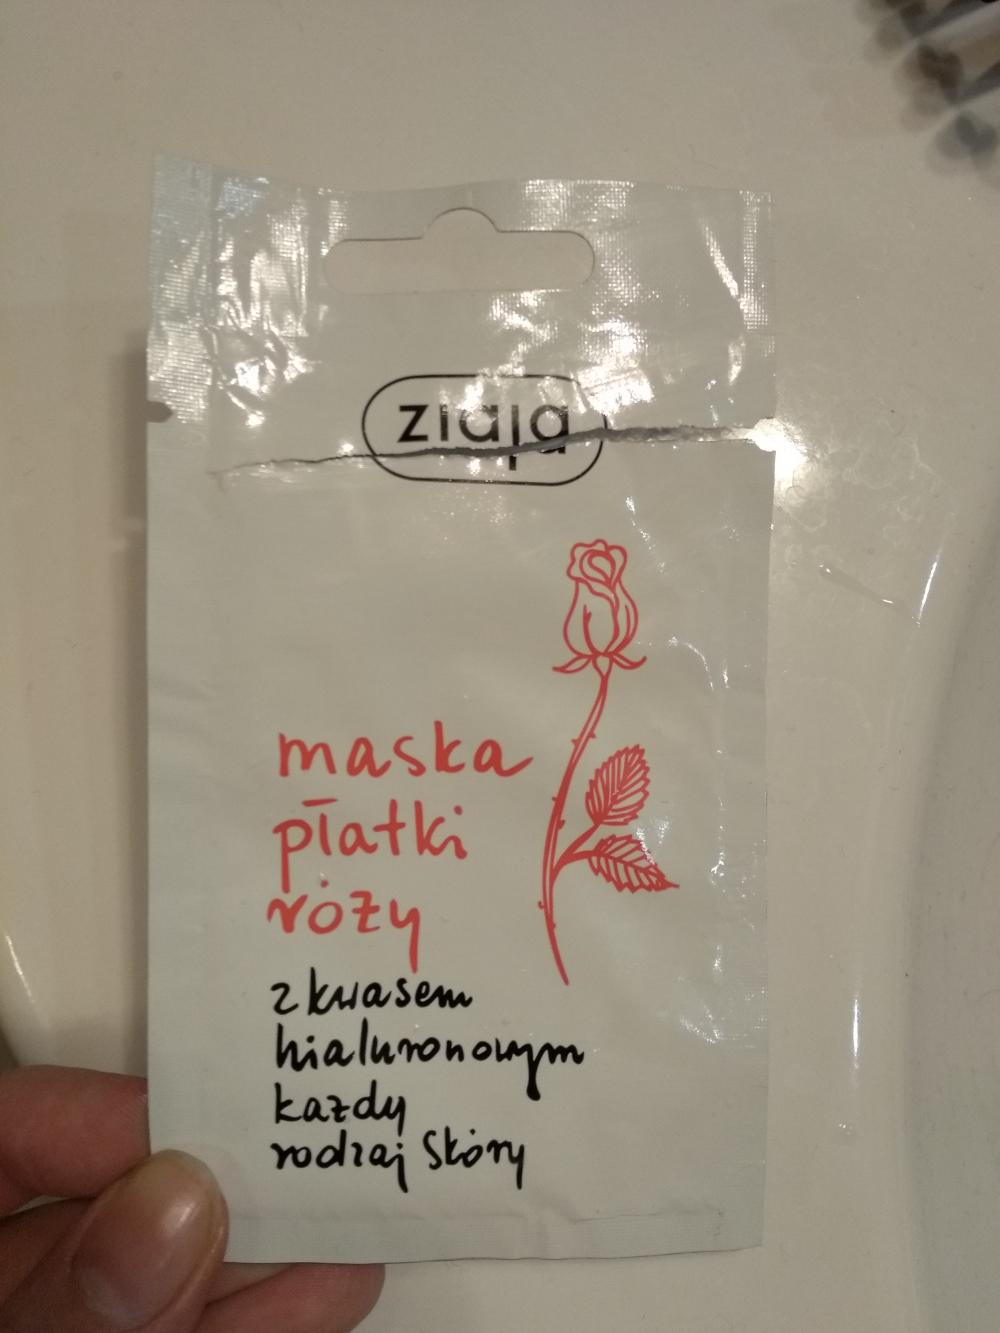 ziaja
maska
płatki
róży
z kwasem
hialuronowym
każdy
rodzaj skóry